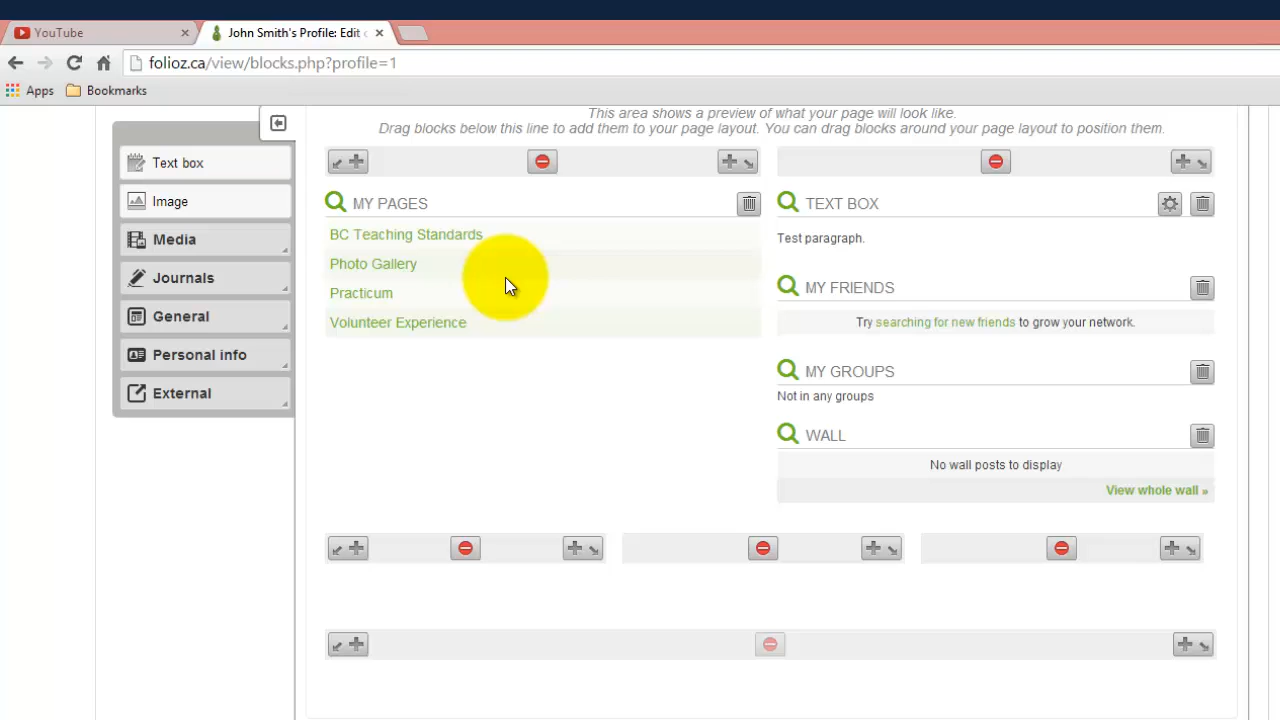 YouTube
John Smith's Profile: Edit
folioz.ca/view/blocks.php?profile=1
Apps
Bookmarks
This area shows a preview of what your page will look like.
Drag blocks below this line to add them to your page layout. You can drag blocks around your page layout to position them.
Text box
Image
Media
Journals
General
Personal info
External
MY PAGES
BC Teaching Standards
Photo Gallery
Practicum
Volunteer Experience
TEXT BOX
Test paragraph.
MY FRIENDS
Try searching for new friends to grow your network.
MY GROUPS
Not in any groups
WALL
No wall posts to display
View whole wall »